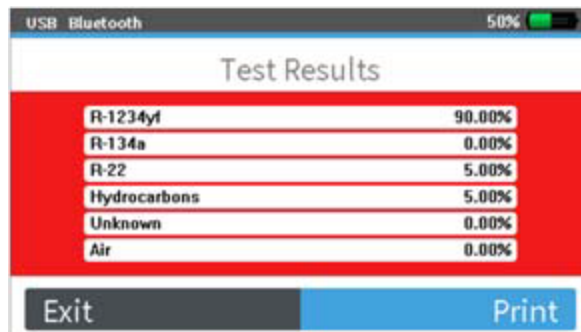 USB Bluetooth 50%
Test Results
R-1234yf 90.00%
R-134a 0.00%
R-22 5.00%
Hydrocarbons 5.00%
Unknown 0.00%
Air 0.00%
Exit Print